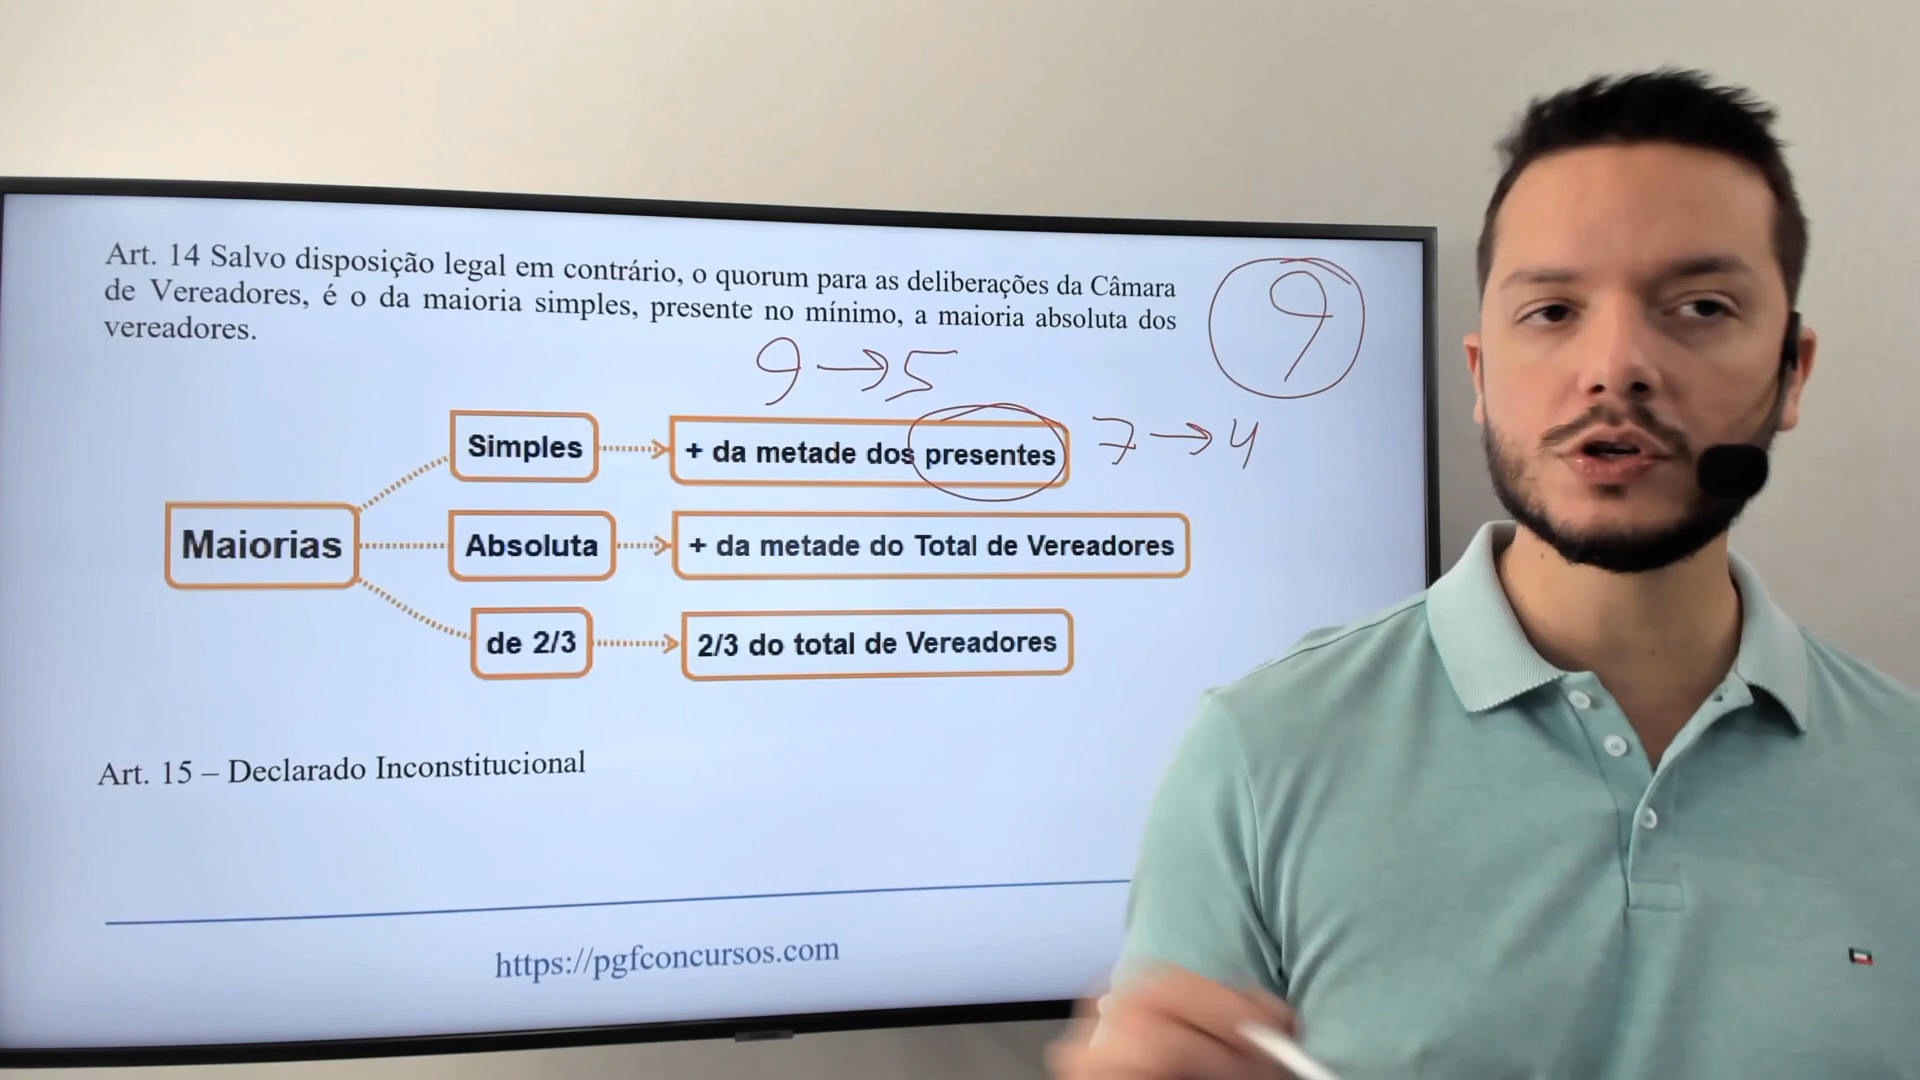 Art. 14 Salvo disposição legal em contrário, o quorum para as deliberações da Câmara
de Vereadores, é o da maioria simples, presente no mínimo, a maioria absoluta dos
vereadores.
9
9 → 5
Simples
+ da metade dos presentes
7 → 4
Maiorias
Absoluta
+ da metade do Total de Vereadores
de 2/3
2/3 do total de Vereadores
Art. 15 – Declarado Inconstitucional
https://pgfconcursos.com